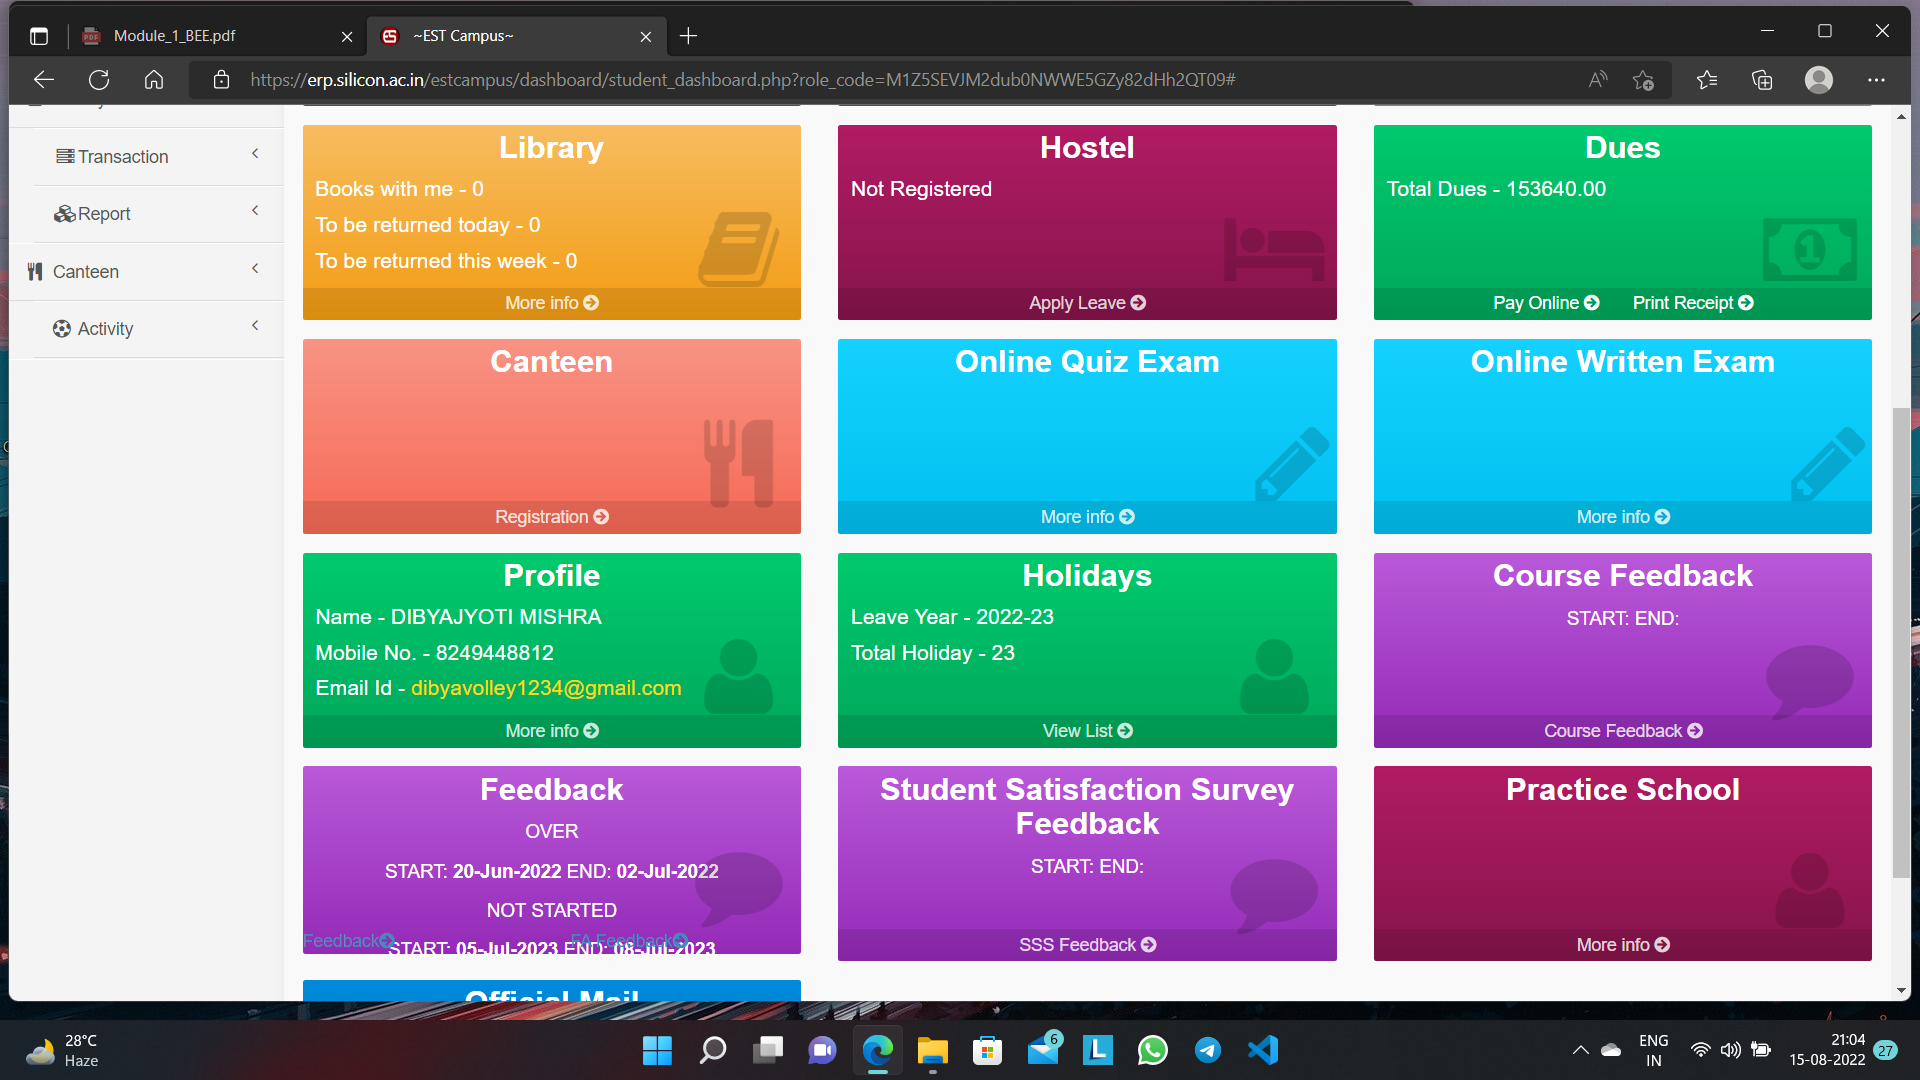 Module_1_BEE.pdf
~EST Campus~
https://erp.silicon.ac.in/estcampus/dashboard/student_dashboard.php?role_code=M1Z5SEVJM2dub0NWWE5GZy82dHh2QT09#
Transaction
Report
Canteen
Activity
Library
Books with me - 0
To be returned today - 0
To be returned this week - 0
More info
Hostel
Not Registered
Apply Leave
Dues
Total Dues - 153640.00
Pay Online Print Receipt
Canteen
Registration
Online Quiz Exam
More info
Online Written Exam
More info
Profile
Name - DIBYAJYOTI MISHRA
Mobile No. - 8249448812
Email Id - dibyavolley1234@gmail.com
More info
Holidays
Leave Year - 2022-23
Total Holiday - 23
View List
Course Feedback
START: END:
Course Feedback
Feedback
OVER
START: 20-Jun-2022 END: 02-Jul-2022
NOT STARTED
Feedback FA Feedback
START: 05-Jul-2023 END: 08-Jul-2023
Student Satisfaction Survey
Feedback
START: END:
SSS Feedback
Practice School
More info
Official Mail
28°C
Haze
6
ENG
IN
21:04
15-08-2022
27